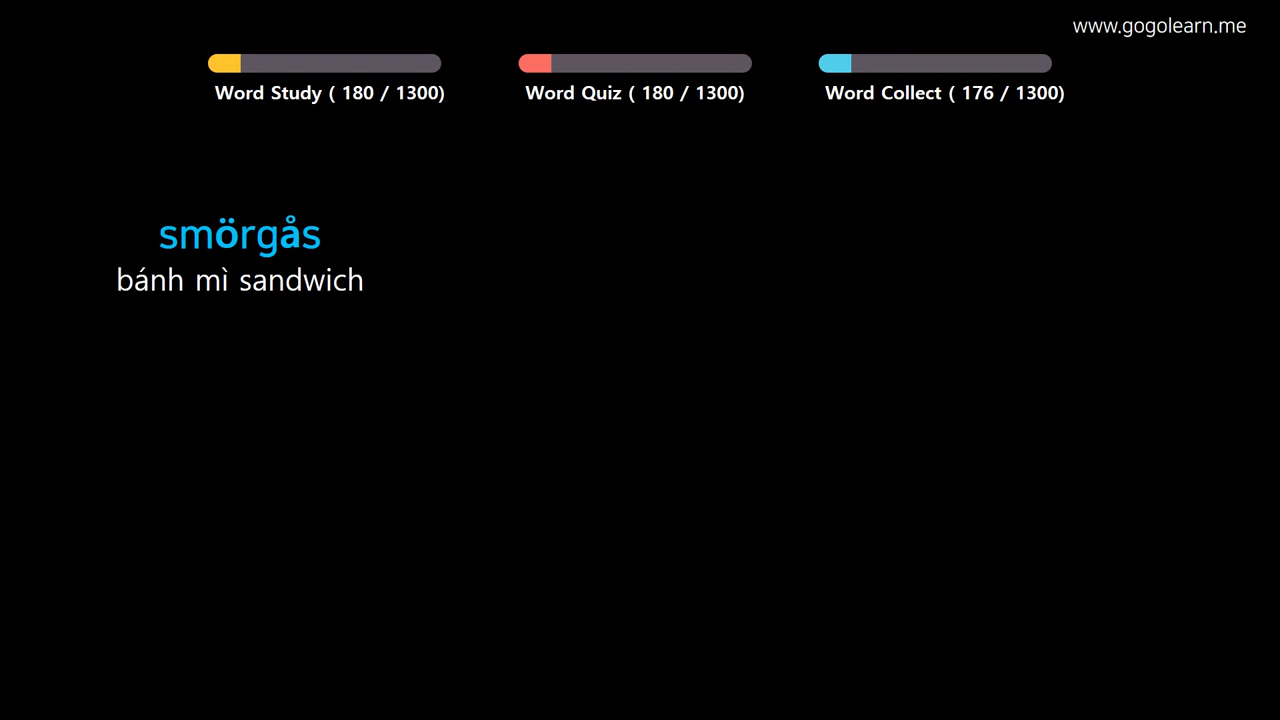 www.gogolearn.me
Word Study ( 180 / 1300)
Word Quiz ( 180 / 1300)
Word Collect ( 176 / 1300)
smörgås
bánh mì sandwich